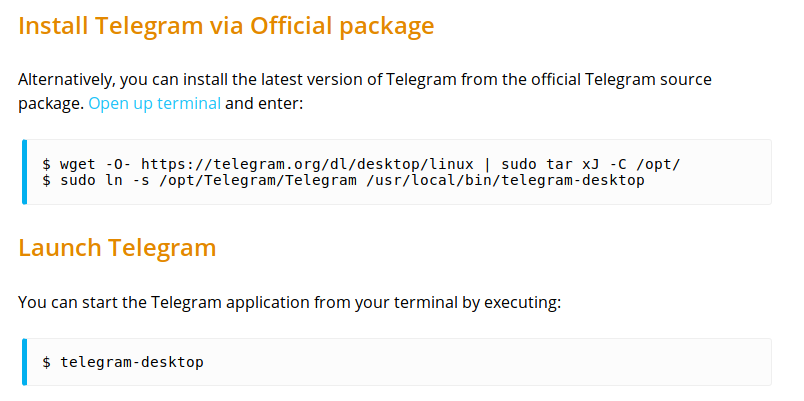 Install Telegram via Official package
Alternatively, you can install the latest version of Telegram from the official Telegram source
package. Open up terminal and enter:
$ wget -O- https://telegram.org/dl/desktop/linux | sudo tar xJ -C /opt/
$ sudo ln -s /opt/Telegram/Telegram /usr/local/bin/telegram-desktop
Launch Telegram
You can start the Telegram application from your terminal by executing:
$ telegram-desktop